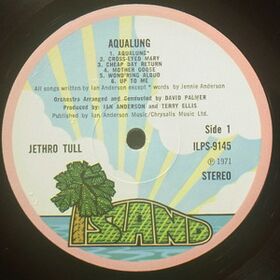 AQUALUNG
1. AQUALUNG*
2. CROSS-EYED MARY
3. CHEAP DAY RETURN
4. MOTHER GOOSE
5. WOND'RING ALOUD
6. UP TO ME
All songs written by Ian Anderson except * words by Jennie Anderson
Orchestra Arranged and Conducted by DAVID PALMER
Produced by: IAN ANDERSON and TERRY ELLIS
Published by Ian/Anderson Music/Chrysalis Music Ltd.
Side 1
JETHRO TULL
ILPS-9145
℗ 1971
STEREO
ISLAND